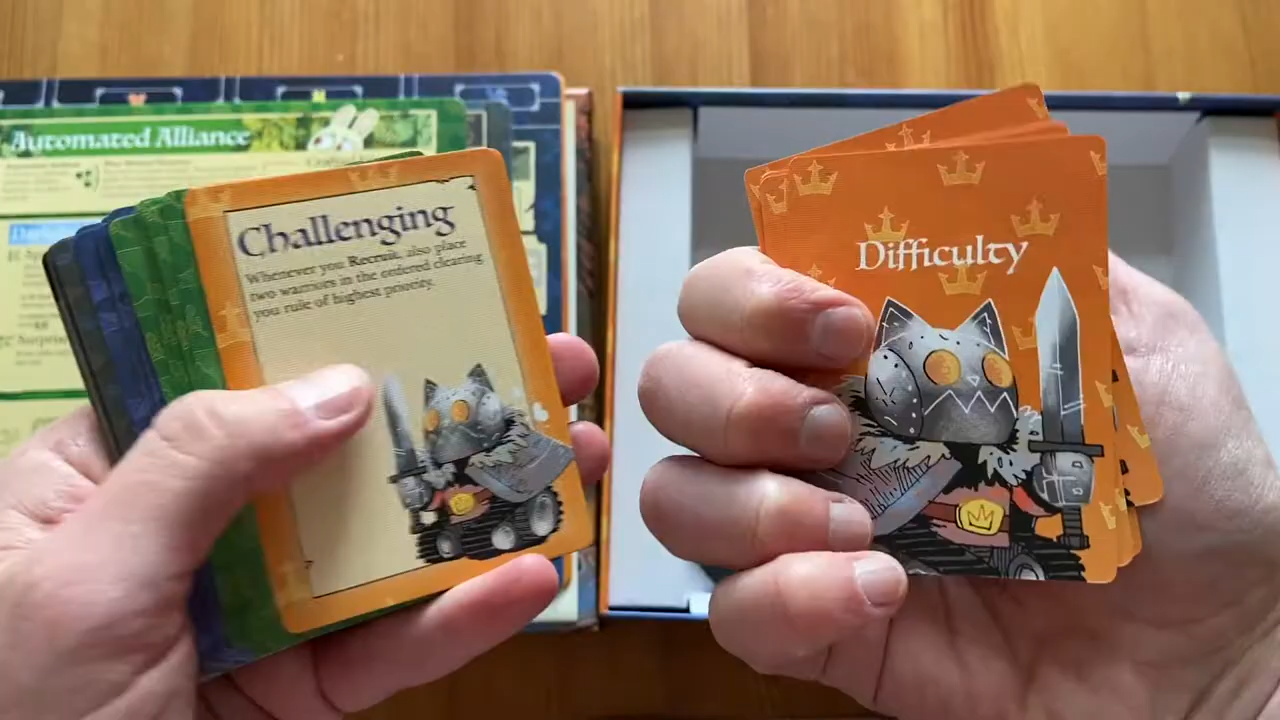 Automated Alliance
Challenging
Whenever you Recruit, also place
two warriors in the ordered clearing
you rule of highest priority.
Difficulty